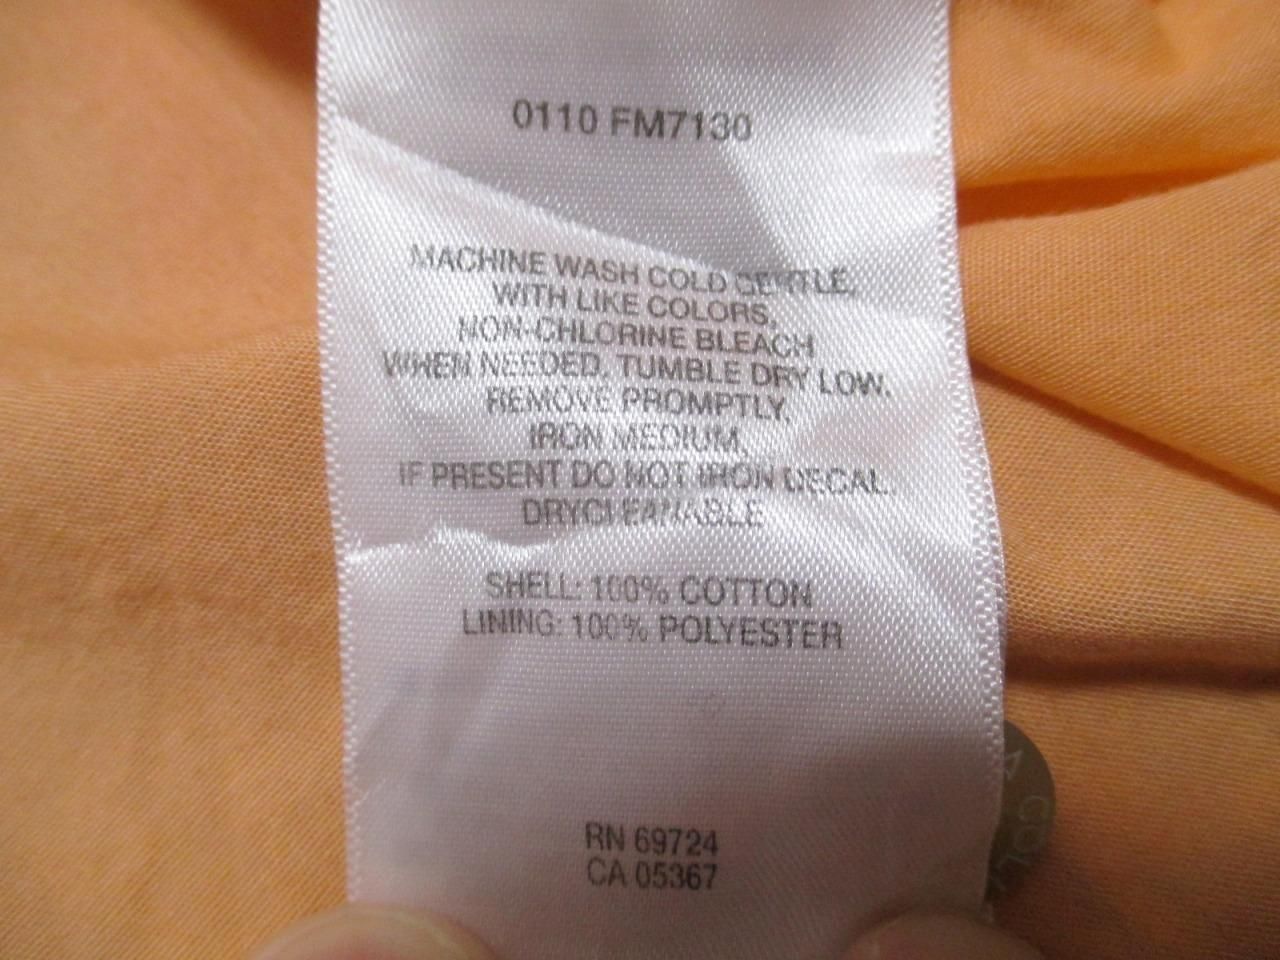 0110 FM7130
MACHINE WASH COLD GENTLE,
WITH LIKE COLORS,
NON-CHLORINE BLEACH
WHEN NEEDED. TUMBLE DRY LOW.
REMOVE PROMPTLY,
IRON MEDIUM,
IF PRESENT DO NOT IRON DECAL.
DRYCLEANABLE
SHELL: 100% COTTON
LINING: 100% POLYESTER
RN 69724
CA 05367